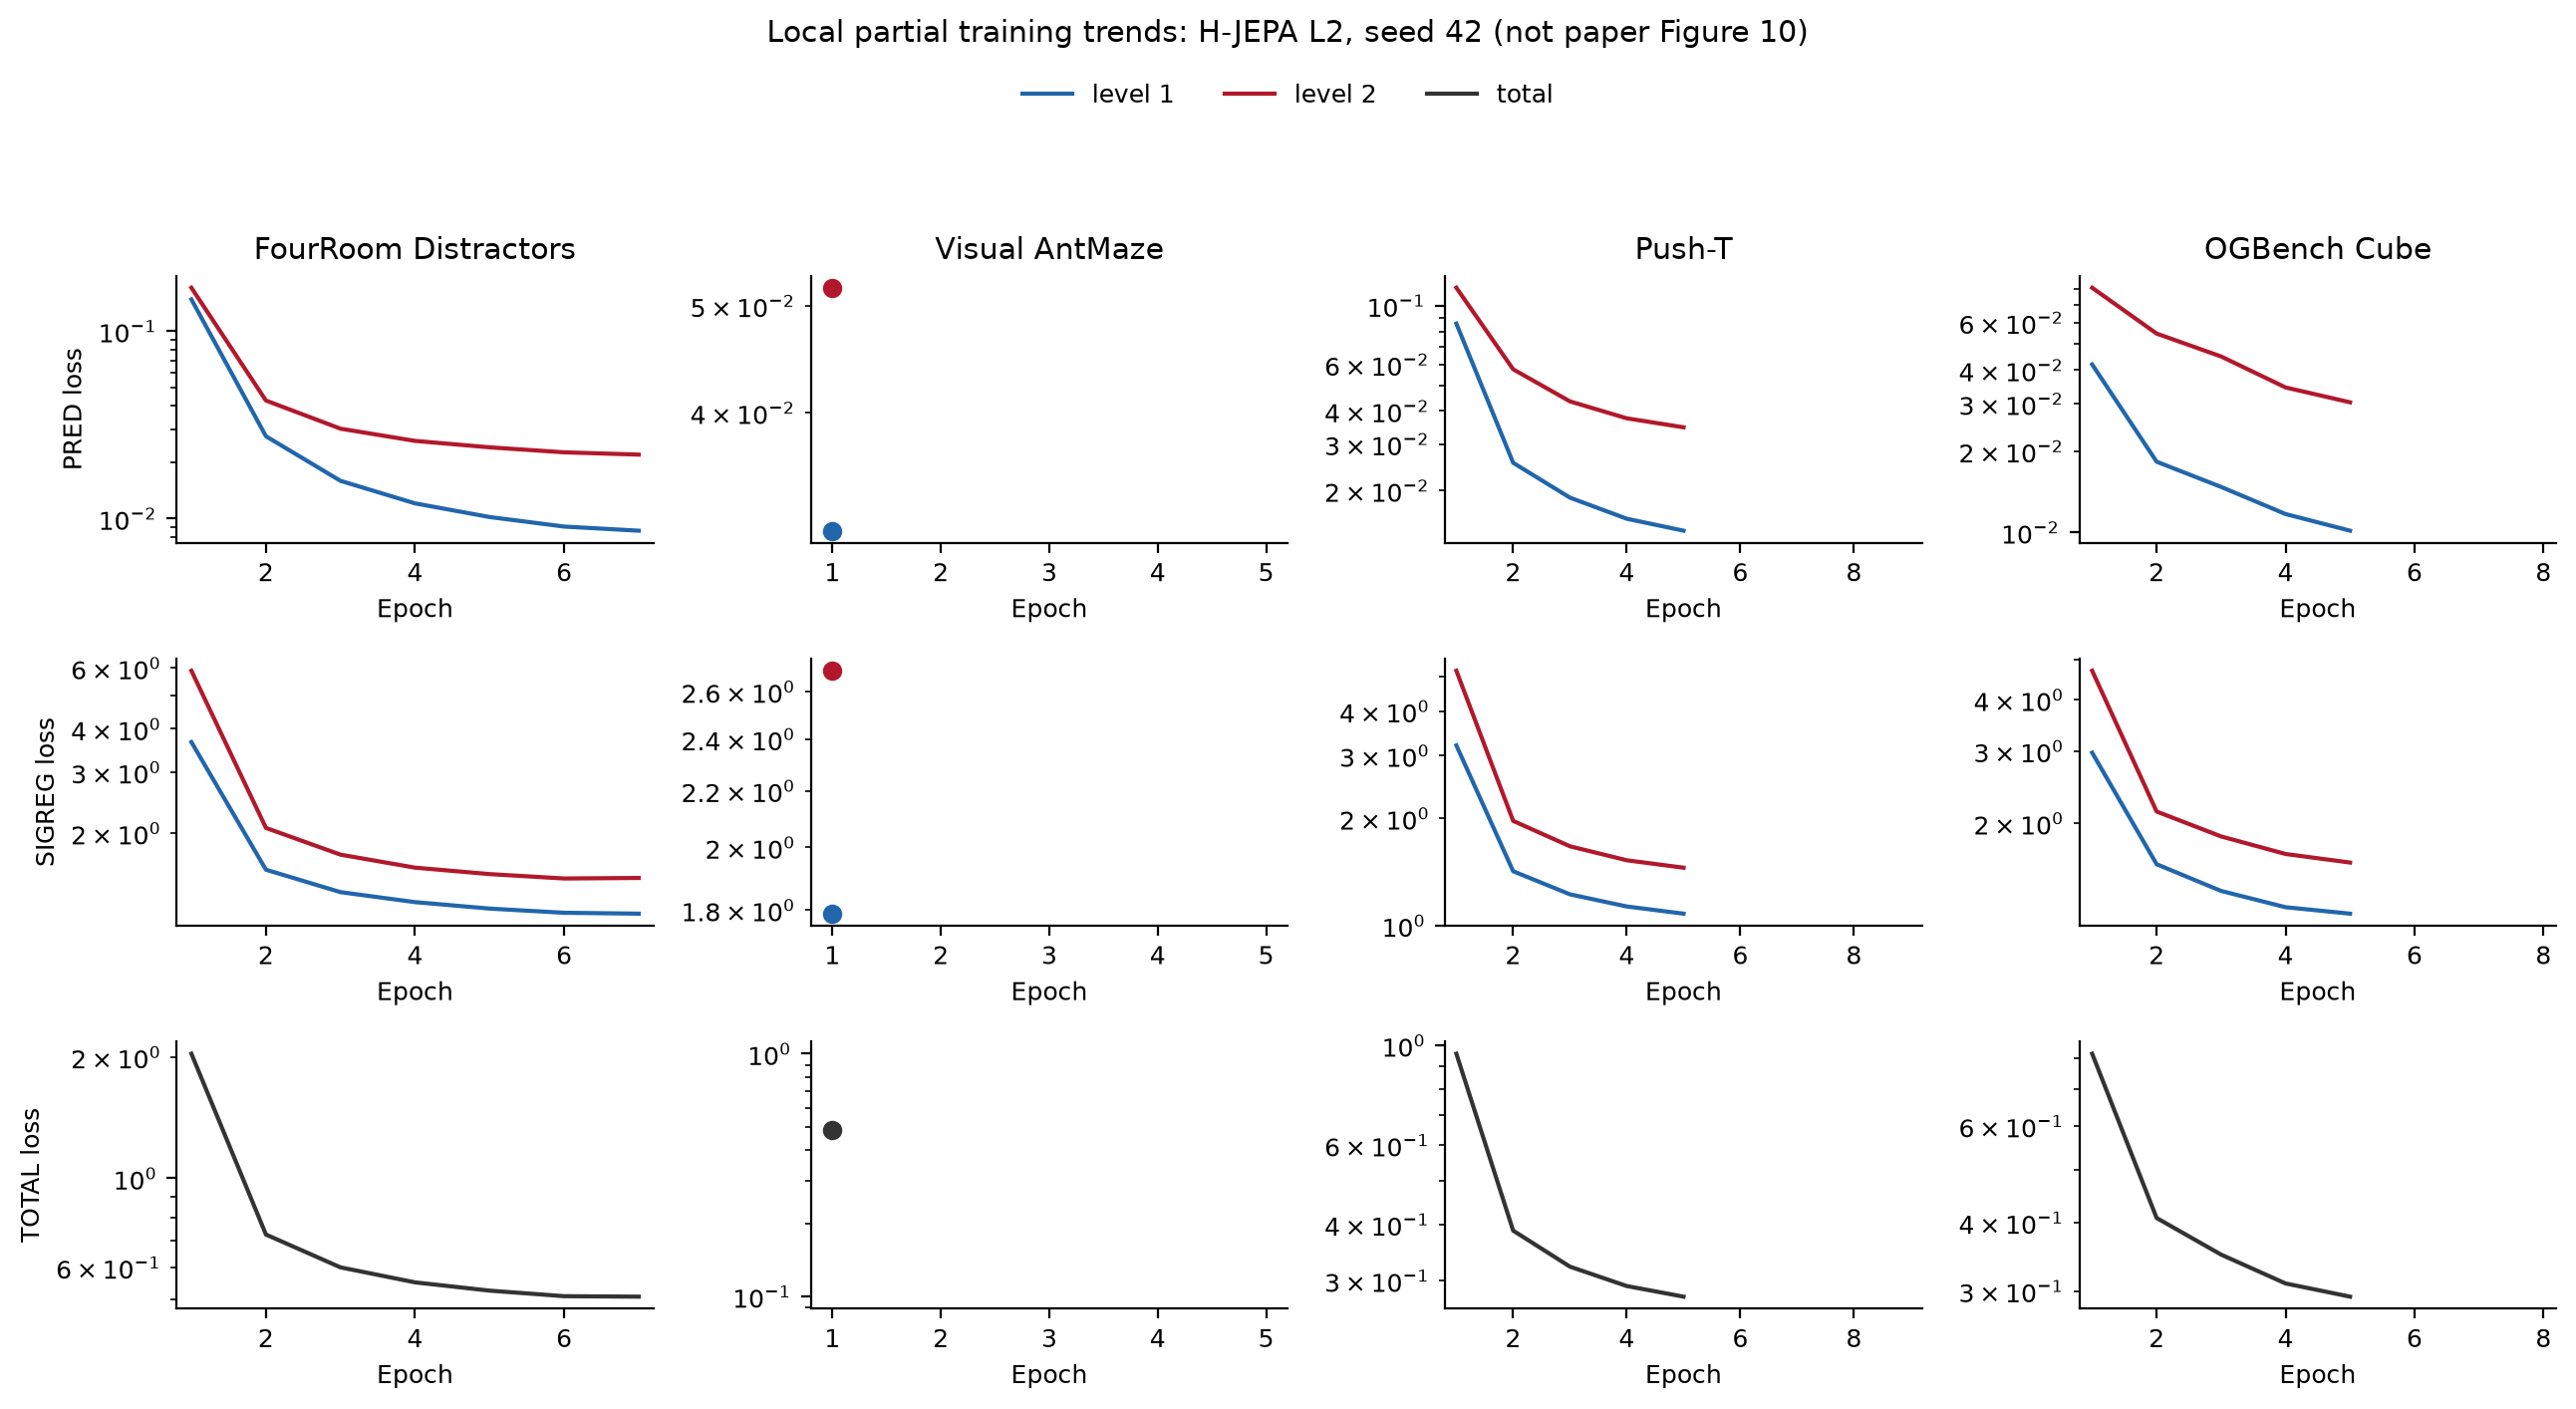 Local partial training trends: H-JEPA L2, seed 42 (not paper Figure 10)
level 1 level 2 total
FourRoom Distractors Visual AntMaze Push-T OGBench Cube
PRED loss
10⁻¹
10⁻²
2 4 6
Epoch
5 × 10⁻²
4 × 10⁻²
1 2 3 4 5
Epoch
10⁻¹
6 × 10⁻²
4 × 10⁻²
3 × 10⁻²
2 × 10⁻²
2 4 6 8
Epoch
6 × 10⁻²
4 × 10⁻²
3 × 10⁻²
2 × 10⁻²
10⁻²
2 4 6 8
Epoch
SIGREG loss
6 × 10⁰
4 × 10⁰
3 × 10⁰
2 × 10⁰
2 4 6
Epoch
2.6 × 10⁰
2.4 × 10⁰
2.2 × 10⁰
2 × 10⁰
1.8 × 10⁰
1 2 3 4 5
Epoch
4 × 10⁰
3 × 10⁰
2 × 10⁰
10⁰
2 4 6 8
Epoch
4 × 10⁰
3 × 10⁰
2 × 10⁰
2 4 6 8
Epoch
TOTAL loss
2 × 10⁰
10⁰
6 × 10⁻¹
2 4 6
Epoch
10⁰
10⁻¹
1 2 3 4 5
Epoch
10⁰
6 × 10⁻¹
4 × 10⁻¹
3 × 10⁻¹
2 4 6 8
Epoch
6 × 10⁻¹
4 × 10⁻¹
3 × 10⁻¹
2 4 6 8
Epoch